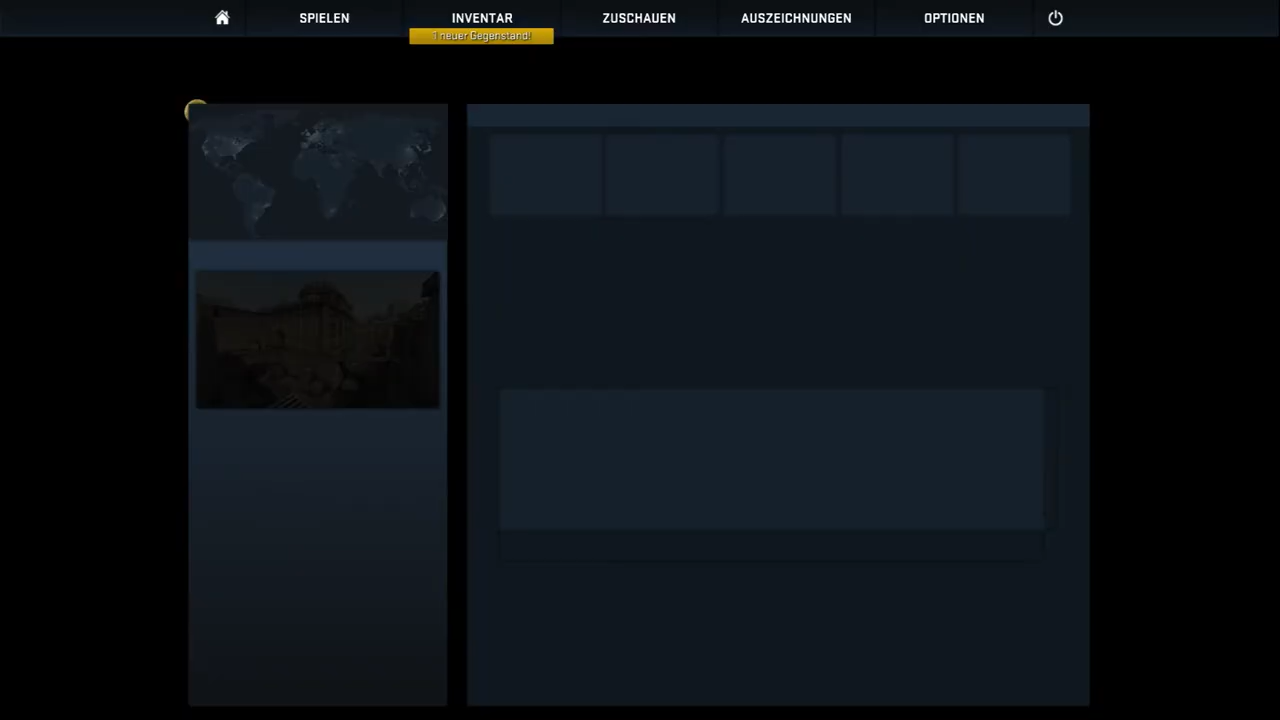 SPIELEN
INVENTAR
ZUSCHAUEN
AUSZEICHNUNGEN
OPTIONEN
1 neuer Gegenstand!